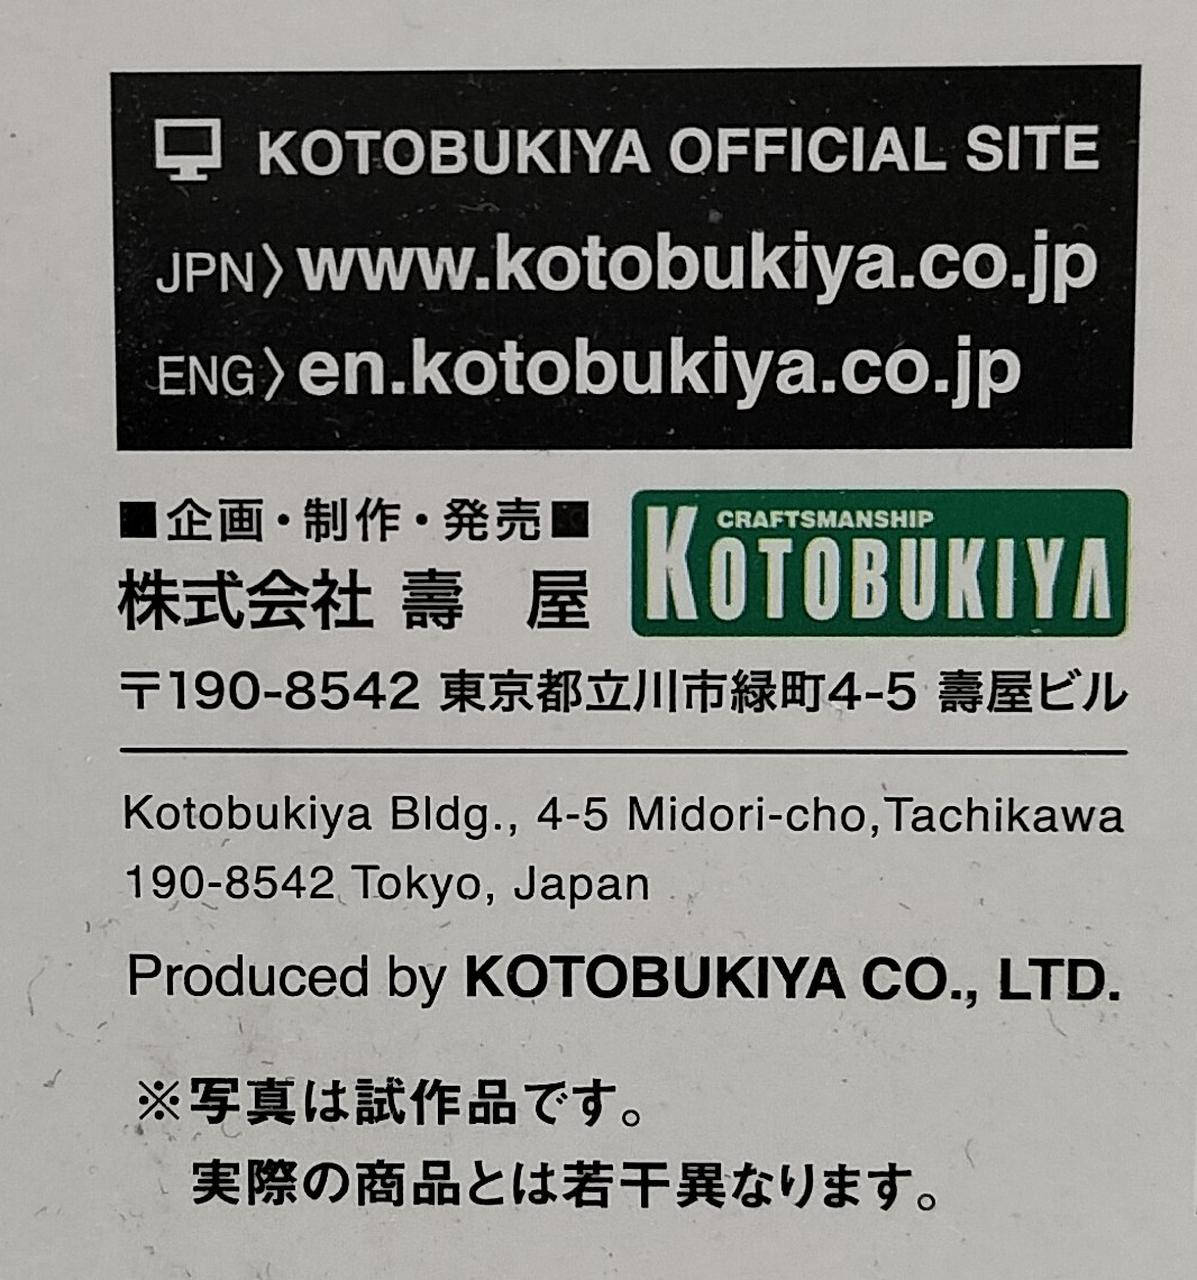 KOTOBUKIYA OFFICIAL SITE
JPN〉www.kotobukiya.co.jp
ENG〉en.kotobukiya.co.jp
■企画・制作・発売■
株式会社 壽 屋
CRAFTSMANSHIP
KOTOBUKIYA
〒190-8542 東京都立川市緑町4-5 壽屋ビル
Kotobukiya Bldg., 4-5 Midori-cho,Tachikawa
190-8542 Tokyo, Japan
Produced by KOTOBUKIYA CO., LTD.
※写真は試作品です。
実際の商品とは若干異なります。